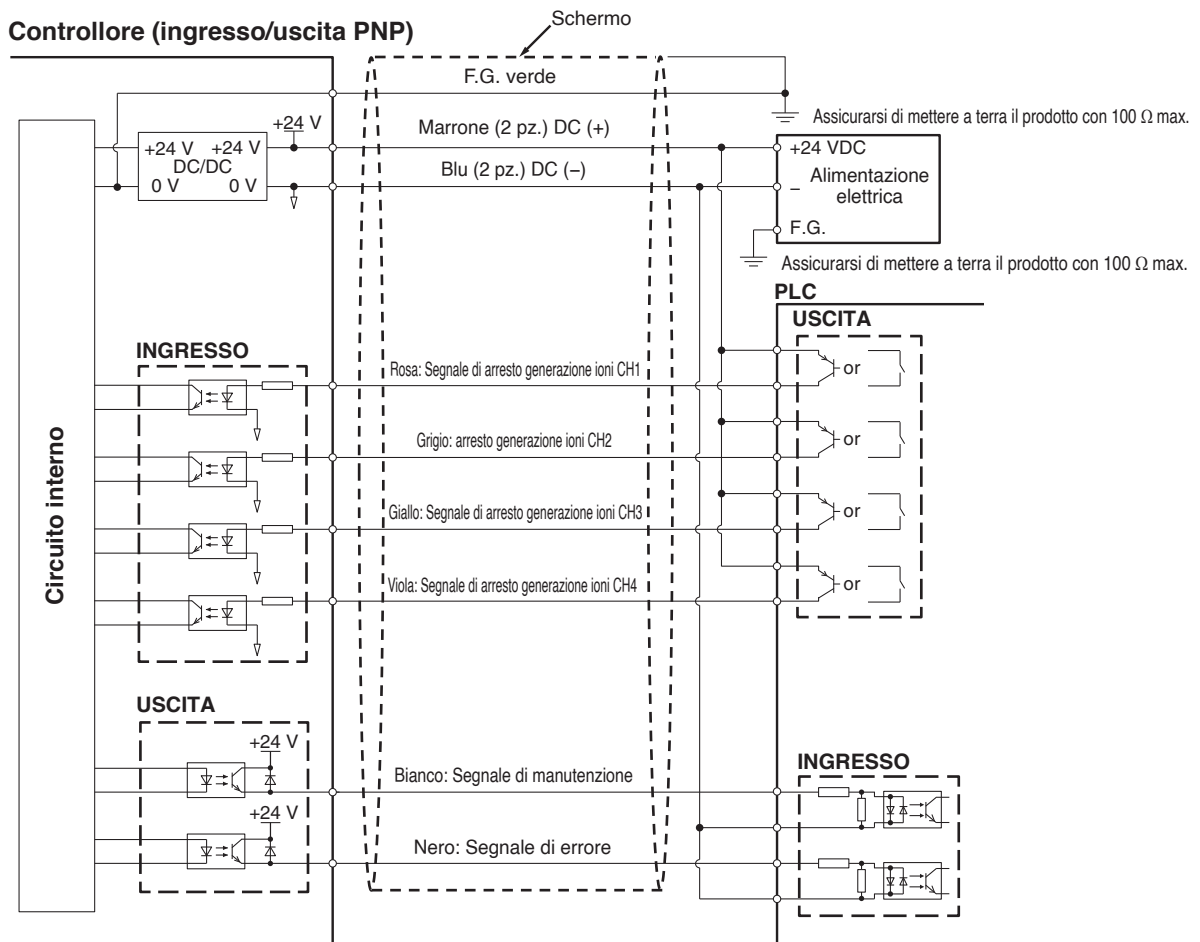 Schermo
Controllore (ingresso/uscita PNP)
F.G. verde
Assicurarsi di mettere a terra il prodotto con 100 Ω max.
+24 V
Marrone (2 pz.) DC (+)
+24 V +24 V
DC/DC
0 V 0 V
Blu (2 pz.) DC (−)
+24 VDC
Alimentazione
elettrica
−
F.G.
Assicurarsi di mettere a terra il prodotto con 100 Ω max.
PLC
USCITA
INGRESSO
Rosa: Segnale di arresto generazione ioni CH1
or
Grigio: arresto generazione ioni CH2
or
Giallo: Segnale di arresto generazione ioni CH3
or
Viola: Segnale di arresto generazione ioni CH4
or
Circuito interno
USCITA
+24 V
Bianco: Segnale di manutenzione
INGRESSO
+24 V
Nero: Segnale di errore